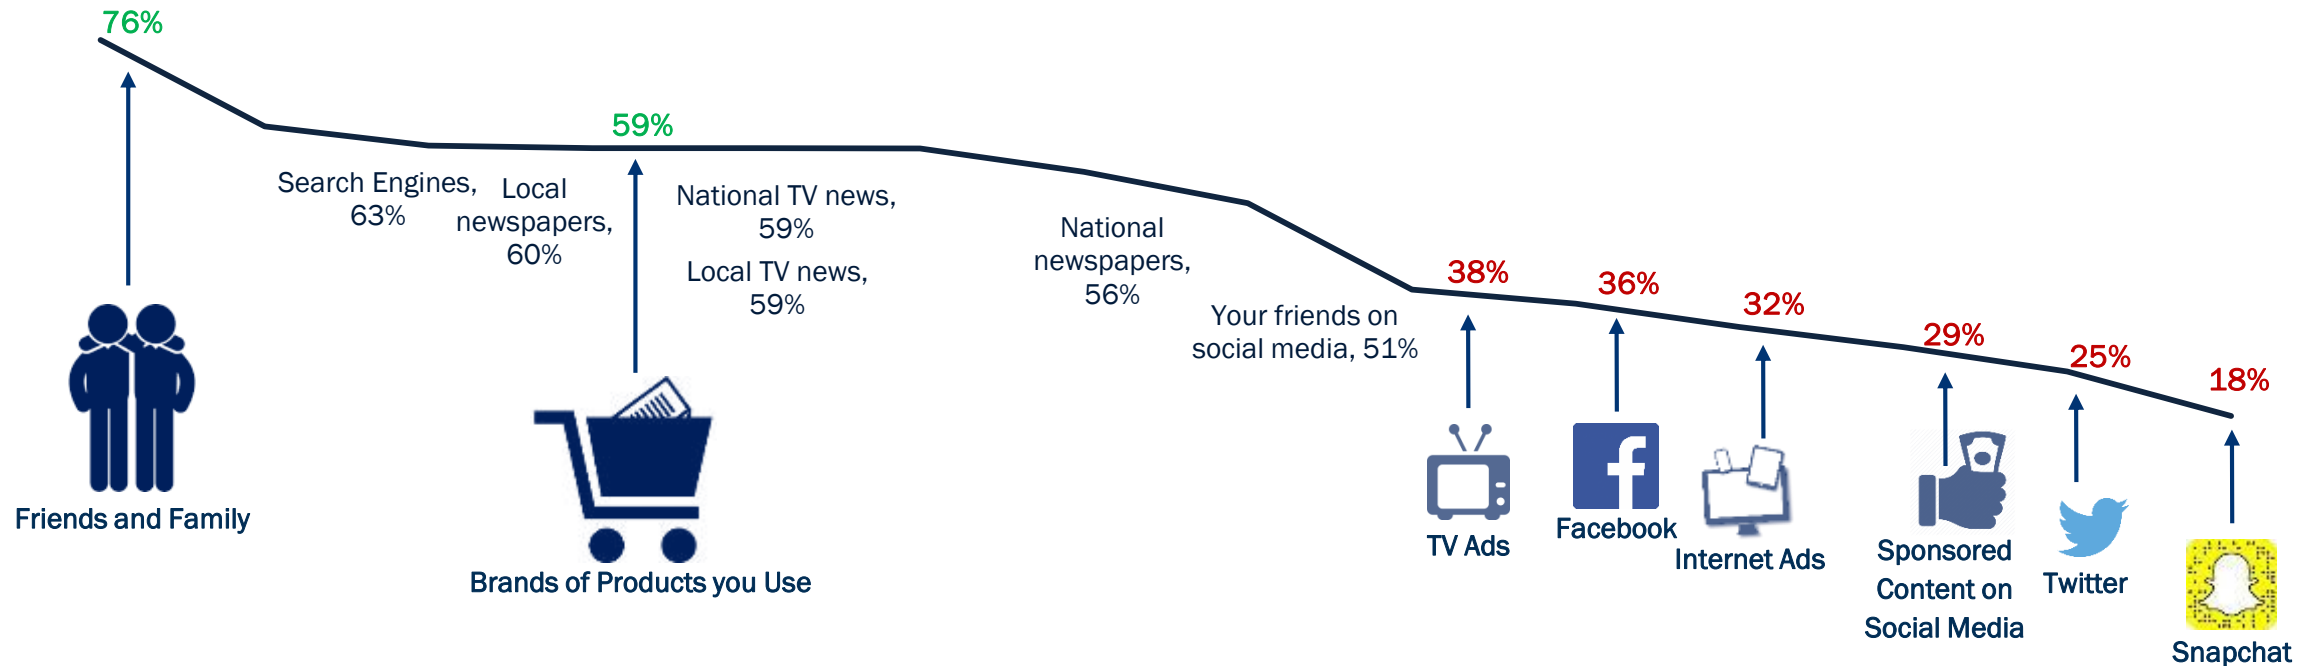 76%
Friends and Family
Search Engines,
63%
Local
newspapers,
60%
59%
Brands of Products you Use
National TV news,
59%
Local TV news,
59%
National
newspapers,
56%
Your friends on
social media, 51%
38%
TV Ads
36%
Facebook
32%
Internet Ads
29%
Sponsored
Content on
Social Media
25%
Twitter
18%
Snapchat